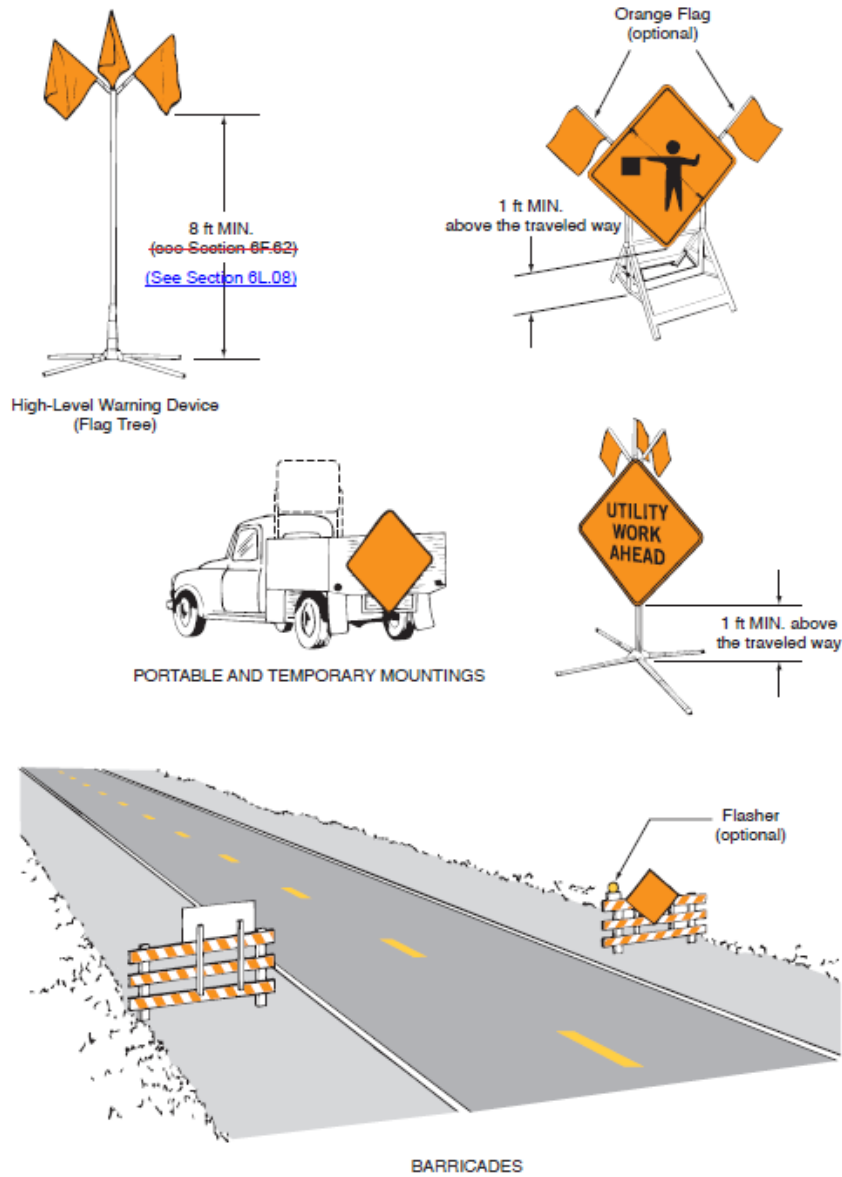 Orange Flag
(optional)
8 ft MIN.
(see Section 6F.62)
(See Section 6L.08)
1 ft MIN.
above the traveled way
High-Level Warning Device
(Flag Tree)
UTILITY
WORK
AHEAD
1 ft MIN. above
the traveled way
PORTABLE AND TEMPORARY MOUNTINGS
Flasher
(optional)
BARRICADES